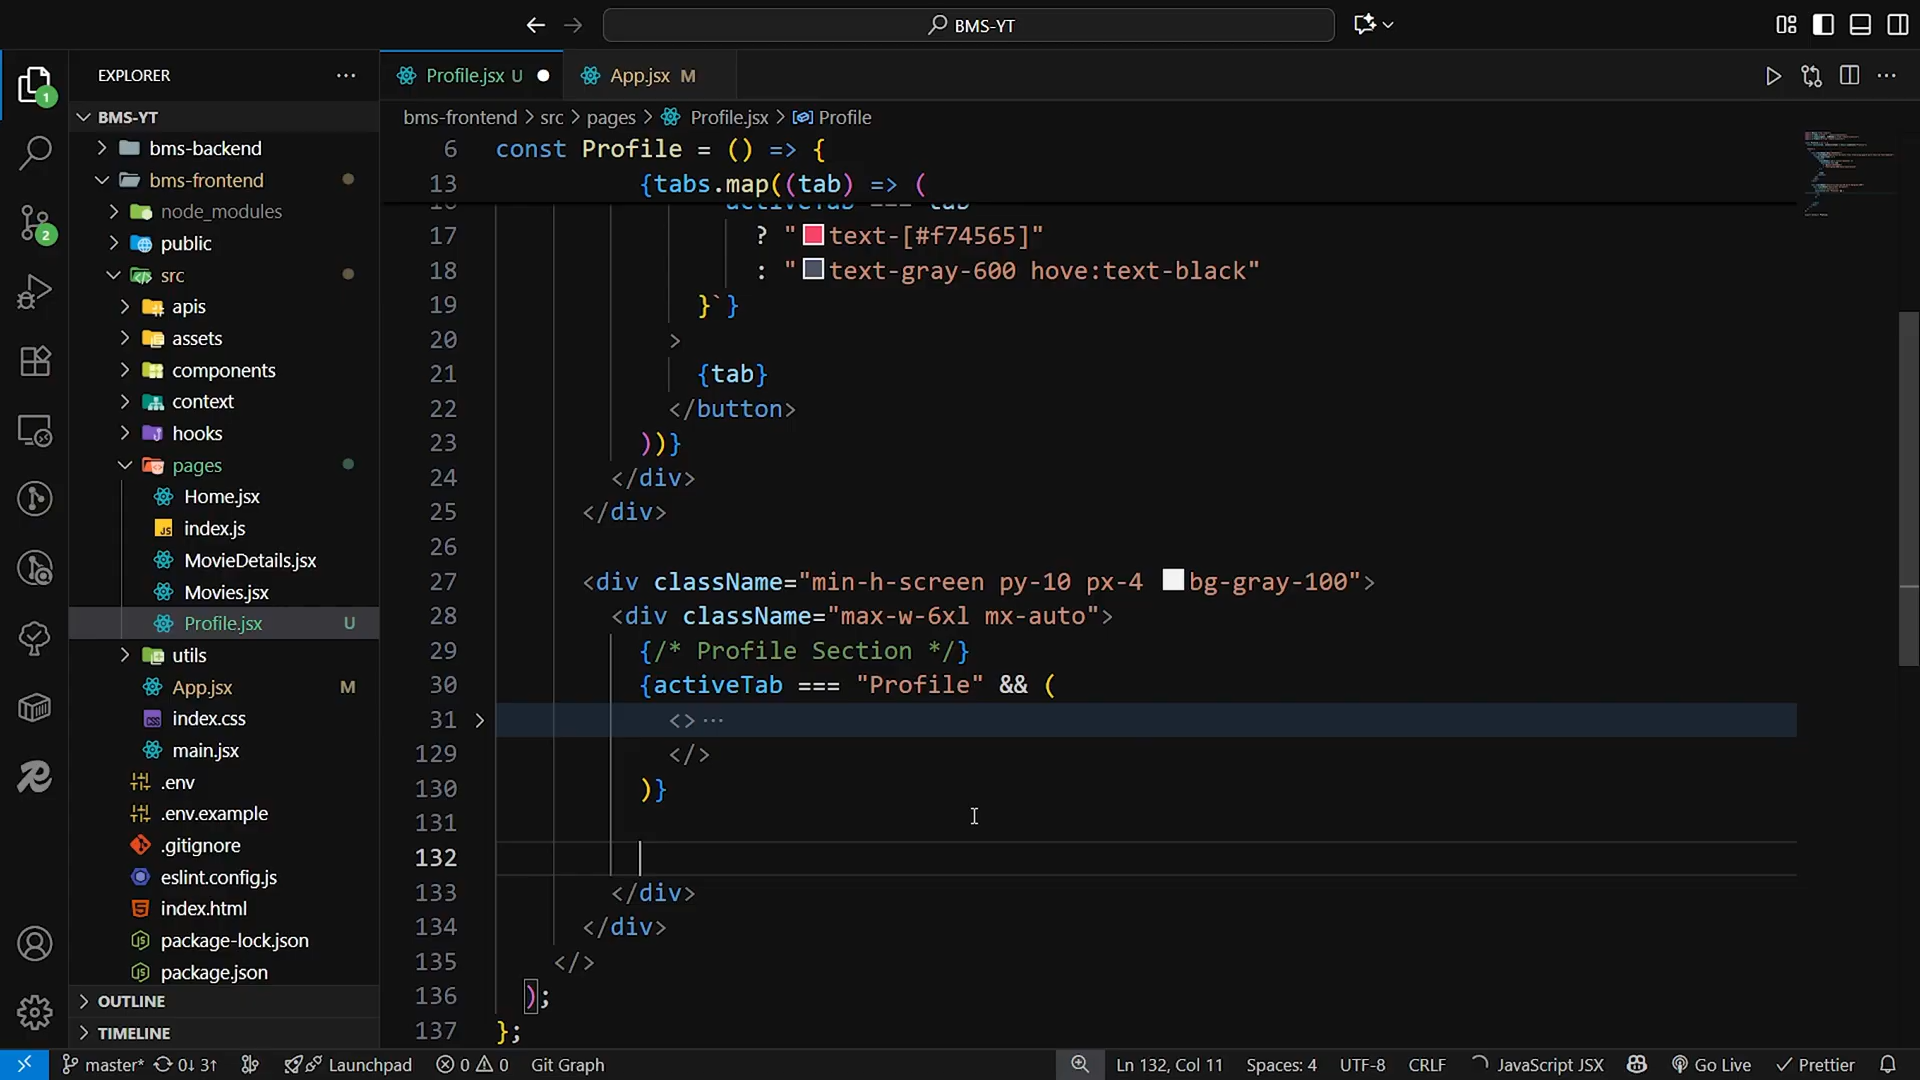 BMS-YT
EXPLORER
Profile.jsx U
App.jsx M
BMS-YT
bms-frontend > src > pages > Profile.jsx > Profile
bms-backend
bms-frontend
node_modules
public
src
apis
assets
components
context
hooks
pages
Home.jsx
index.js
MovieDetails.jsx
Movies.jsx
Profile.jsx U
utils
App.jsx M
index.css
main.jsx
.env
.env.example
.gitignore
eslint.config.js
index.html
package-lock.json
package.json
OUTLINE
TIMELINE
1
2
6 const Profile = () => {
13 {tabs.map((tab) => (
17 ? "text-[#f74565]"
18 : "text-gray-600 hove:text-black"
19 }`}
20 >
21 {tab}
22 </button>
23 ))}
24 </div>
25 </div>
26
27 <div className="min-h-screen py-10 px-4 bg-gray-100">
28 <div className="max-w-6xl mx-auto">
29 {/* Profile Section */}
30 {activeTab === "Profile" && (
31 <> ···
129 </>
130 )}
131
132
133 </div>
134 </div>
135 </>
136 );
137 };
master* 0↓ 3↑ Launchpad 0 0 Git Graph Ln 132, Col 11 Spaces: 4 UTF-8 CRLF JavaScript JSX Go Live Prettier